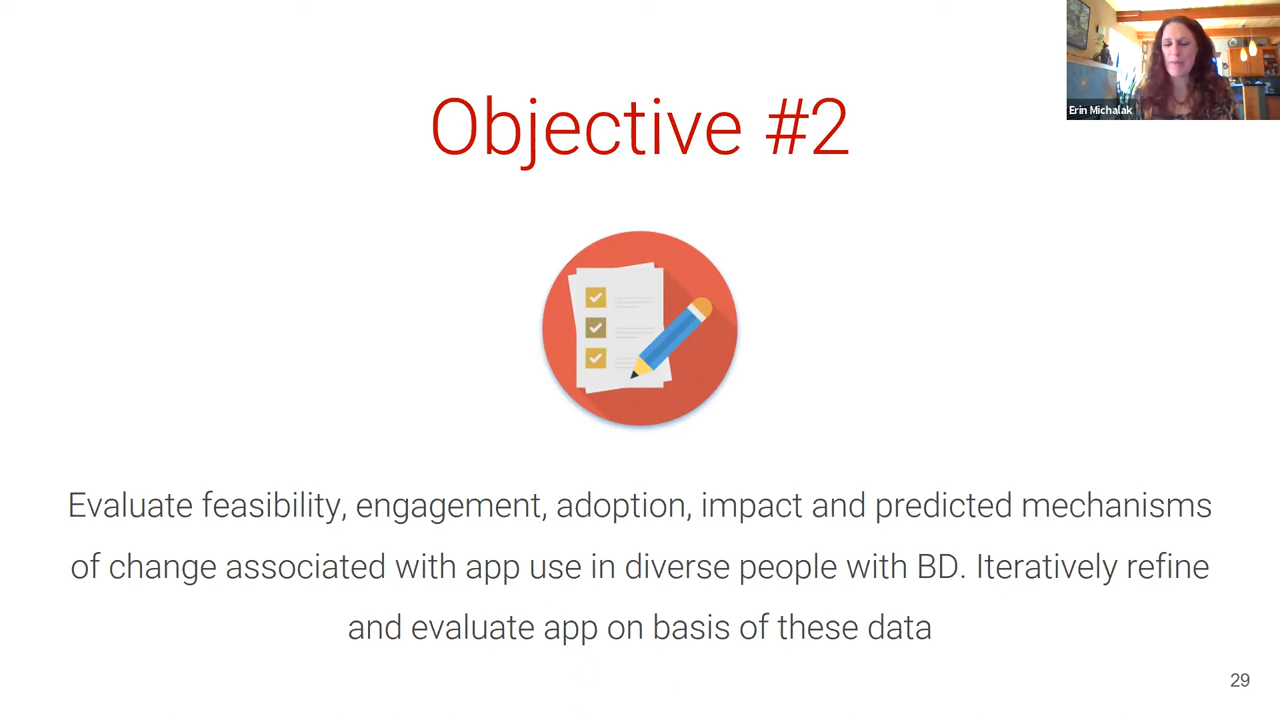 Erin Michalak
Objective #2
Evaluate feasibility, engagement, adoption, impact and predicted mechanisms
of change associated with app use in diverse people with BD. Iteratively refine
and evaluate app on basis of these data
29